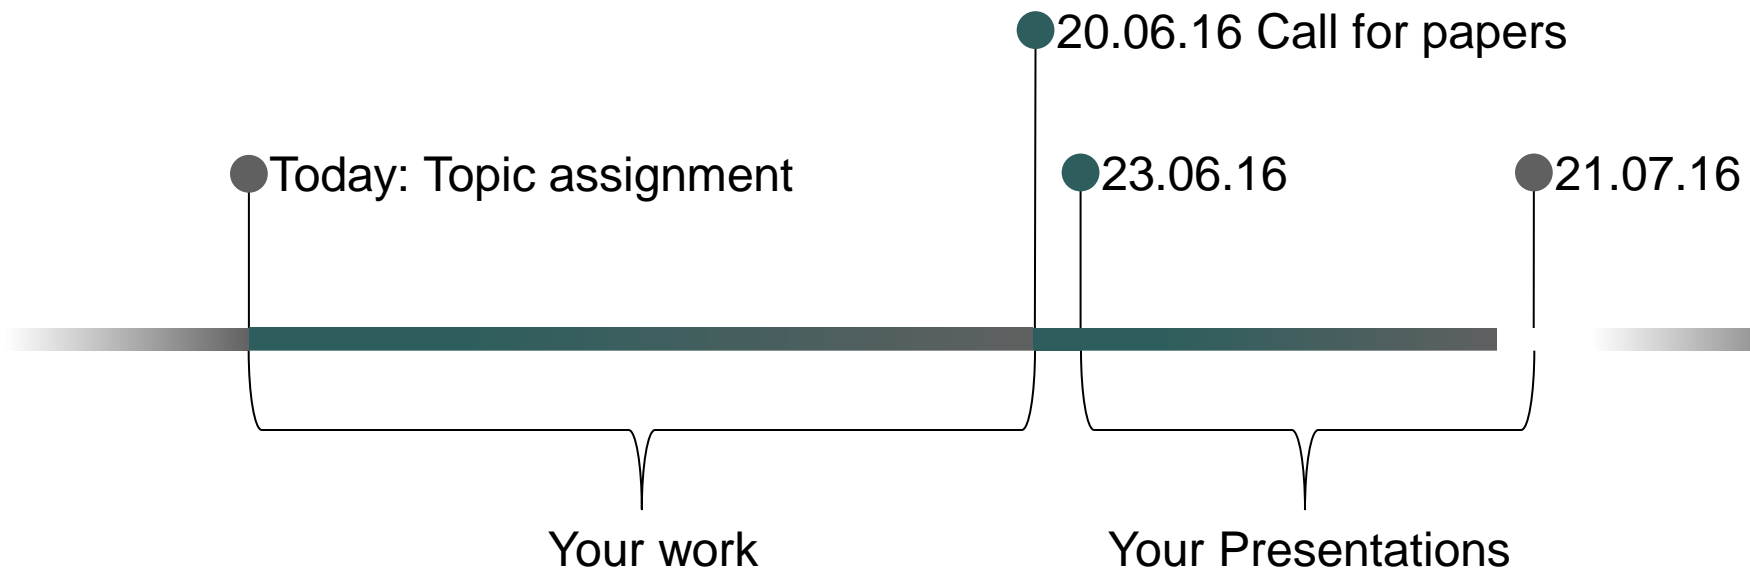 20.06.16 Call for papers
Today: Topic assignment
23.06.16
21.07.16
Your work
Your Presentations